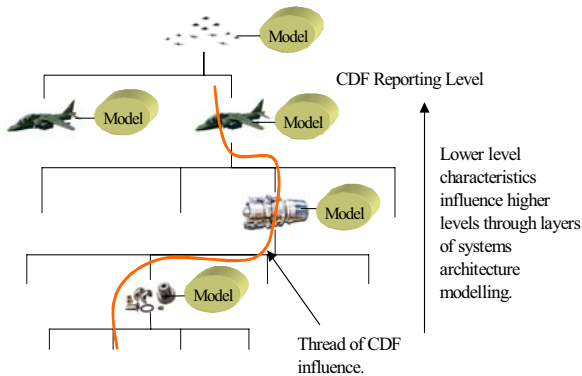 Model
CDF Reporting Level
Model
Model
Lower level
characteristics
influence higher
levels through layers
of systems
architecture
modelling.
Model
Model
Thread of CDF
influence.